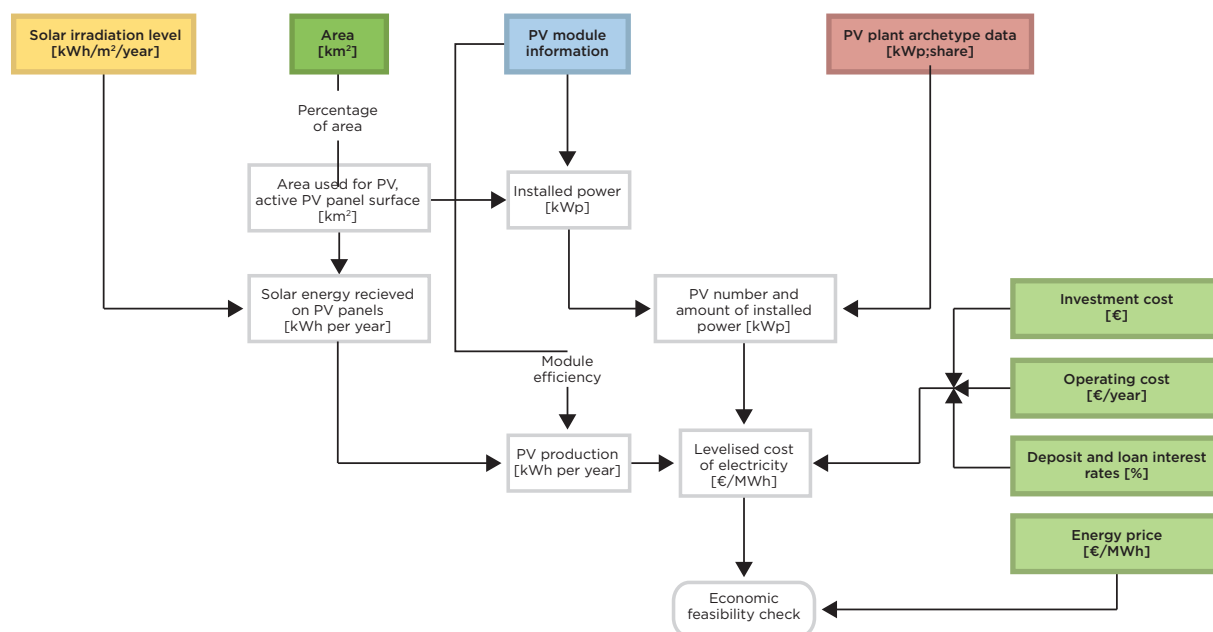 Solar irradiation level
[kWh/m²/year]
Area
[km²]
PV module
information
PV plant archetype data
[kWp;share]
Percentage
of area
Area used for PV,
active PV panel surface
[km²]
Installed power
[kWp]
Solar energy recieved
on PV panels
[kWh per year]
PV number and
amount of installed
power [kWp]
Investment cost
[€]
Module
efficiency
Operating cost
[€/year]
PV production
[kWh per year]
Levelised cost
of electricity
[€/MWh]
Deposit and loan interest
rates [%]
Energy price
[€/MWh]
Economic
feasibility check